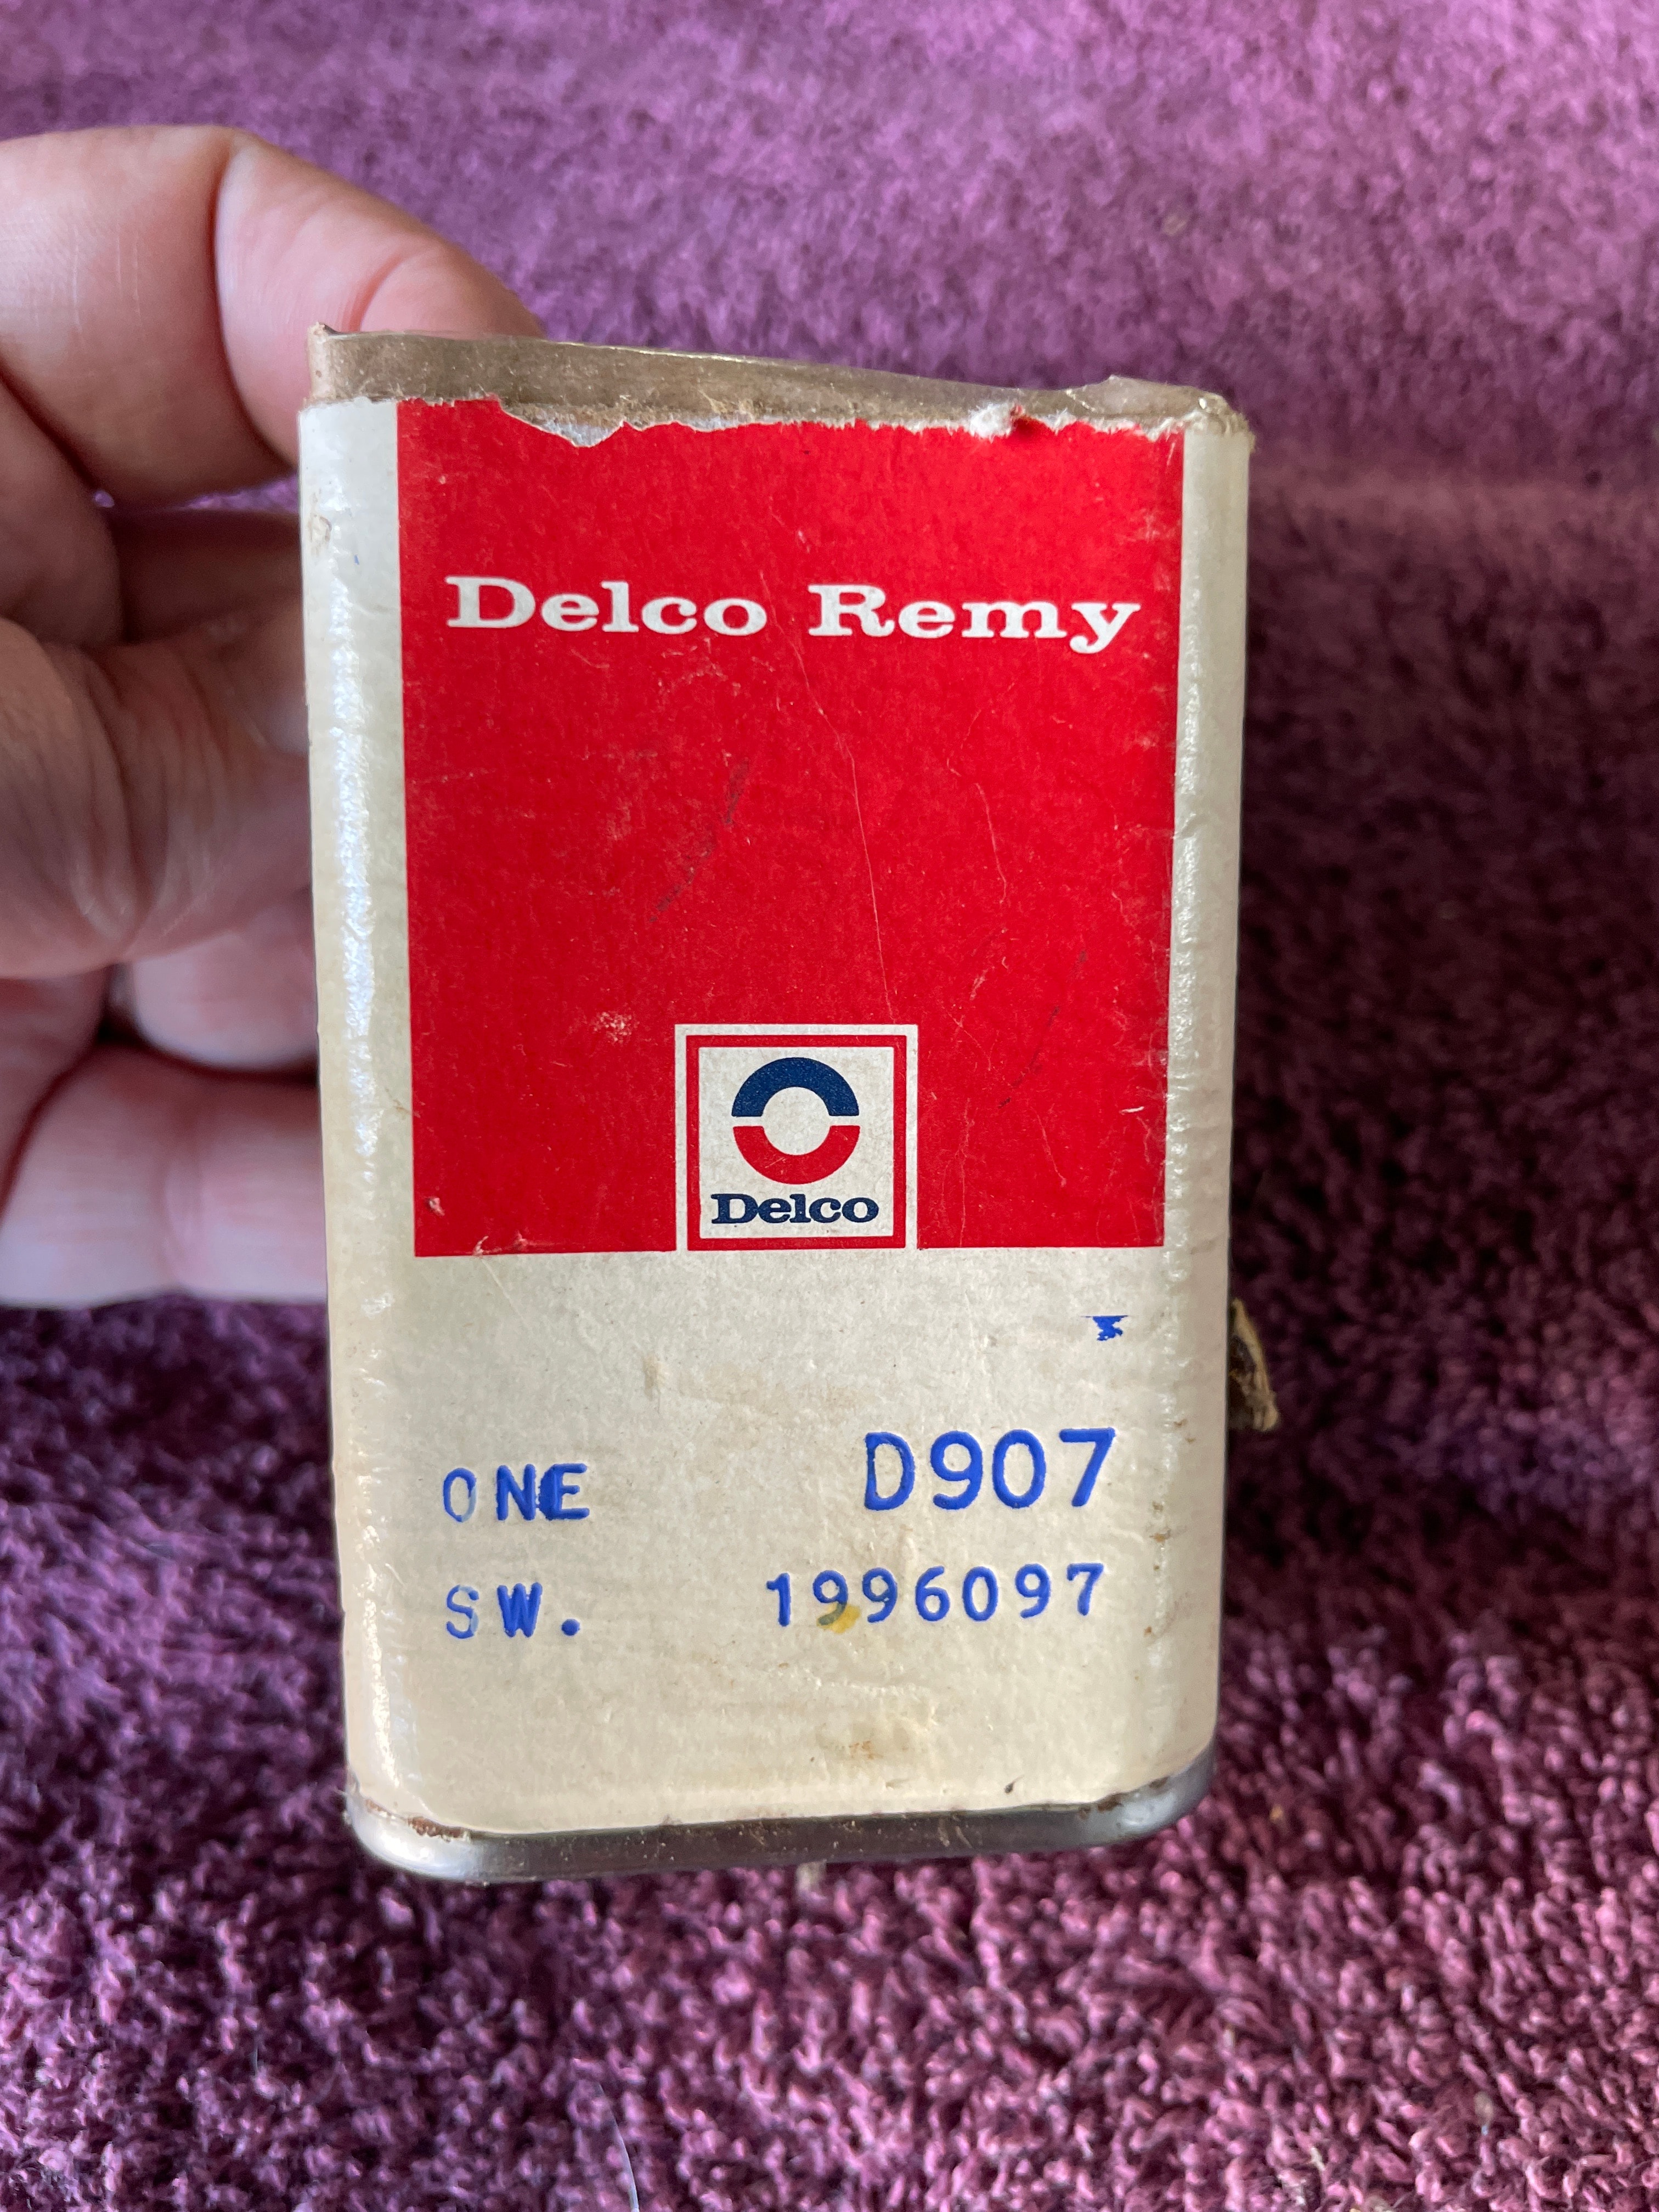 Delco Remy
Delco
ONE D907
SW. 1996097